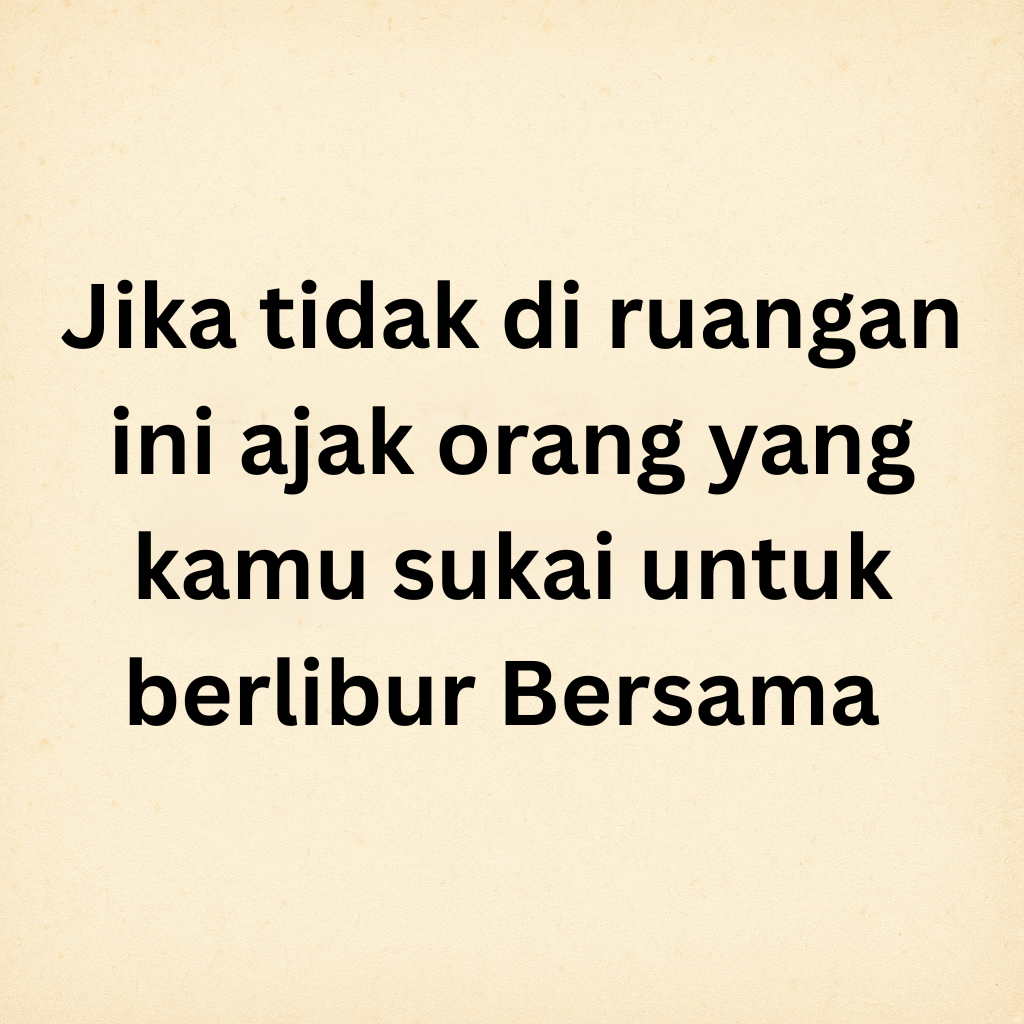 Jika tidak di ruangan
ini ajak orang yang
kamu sukai untuk
berlibur Bersama